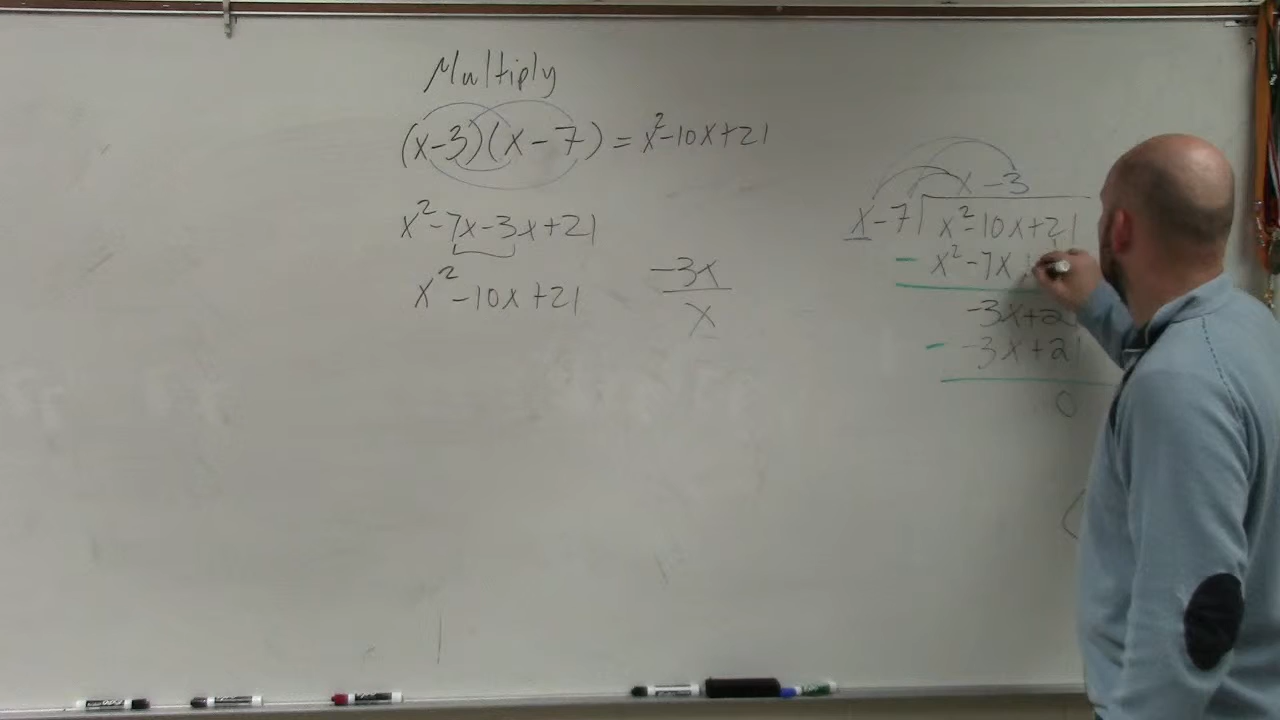 Multiply
(x-3)(x-7) = x²-10x+21
x²-7x-3x+21
x²-10x+21
-3x
x
x-3
x-7 x²-10x+21
- x²-7x
-3x+2
- -3x+21
0